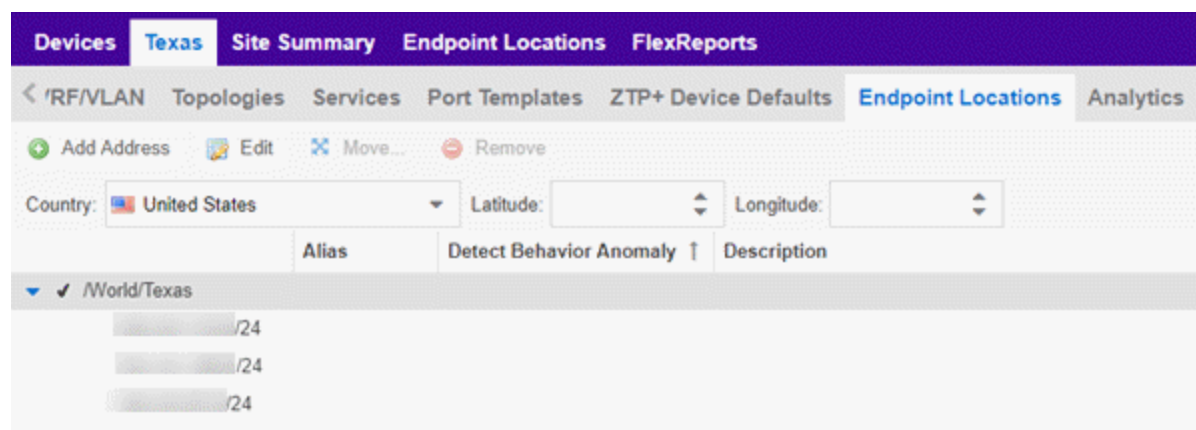 Devices Texas Site Summary Endpoint Locations FlexReports
/RF/VLAN Topologies Services Port Templates ZTP+ Device Defaults Endpoint Locations Analytics
Add Address Edit Move... Remove
Country: United States Latitude: Longitude:
Alias Detect Behavior Anomaly ↑ Description
/World/Texas
/24
/24
/24